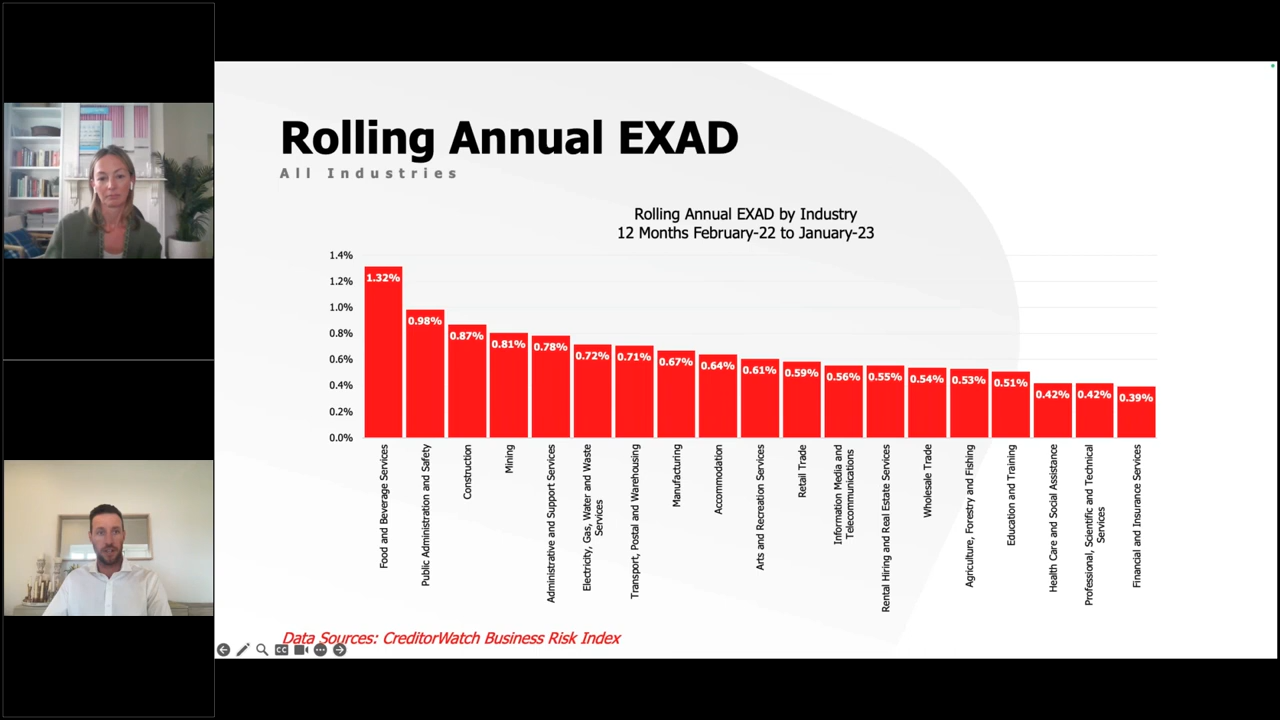 Rolling Annual EXAD
All Industries
Rolling Annual EXAD by Industry
12 Months February-22 to January-23
1.4%
1.2%
1.0%
0.8%
0.6%
0.4%
0.2%
0.0%
1.32%
0.98%
0.87%
0.81%
0.78%
0.72%
0.71%
0.67%
0.64%
0.61%
0.59%
0.56%
0.55%
0.54%
0.53%
0.51%
0.42%
0.42%
0.39%
Food and Beverage Services
Public Administration and Safety
Construction
Mining
Administrative and Support Services
Electricity, Gas, Water and Waste
Services
Transport, Postal and Warehousing
Manufacturing
Accommodation
Arts and Recreation Services
Retail Trade
Information Media and
Telecommunications
Rental Hiring and Real Estate Services
Wholesale Trade
Agriculture, Forestry and Fishing
Education and Training
Health Care and Social Assistance
Professional, Scientific and Technical
Services
Financial and Insurance Services
Data Sources: CreditorWatch Business Risk Index
CC